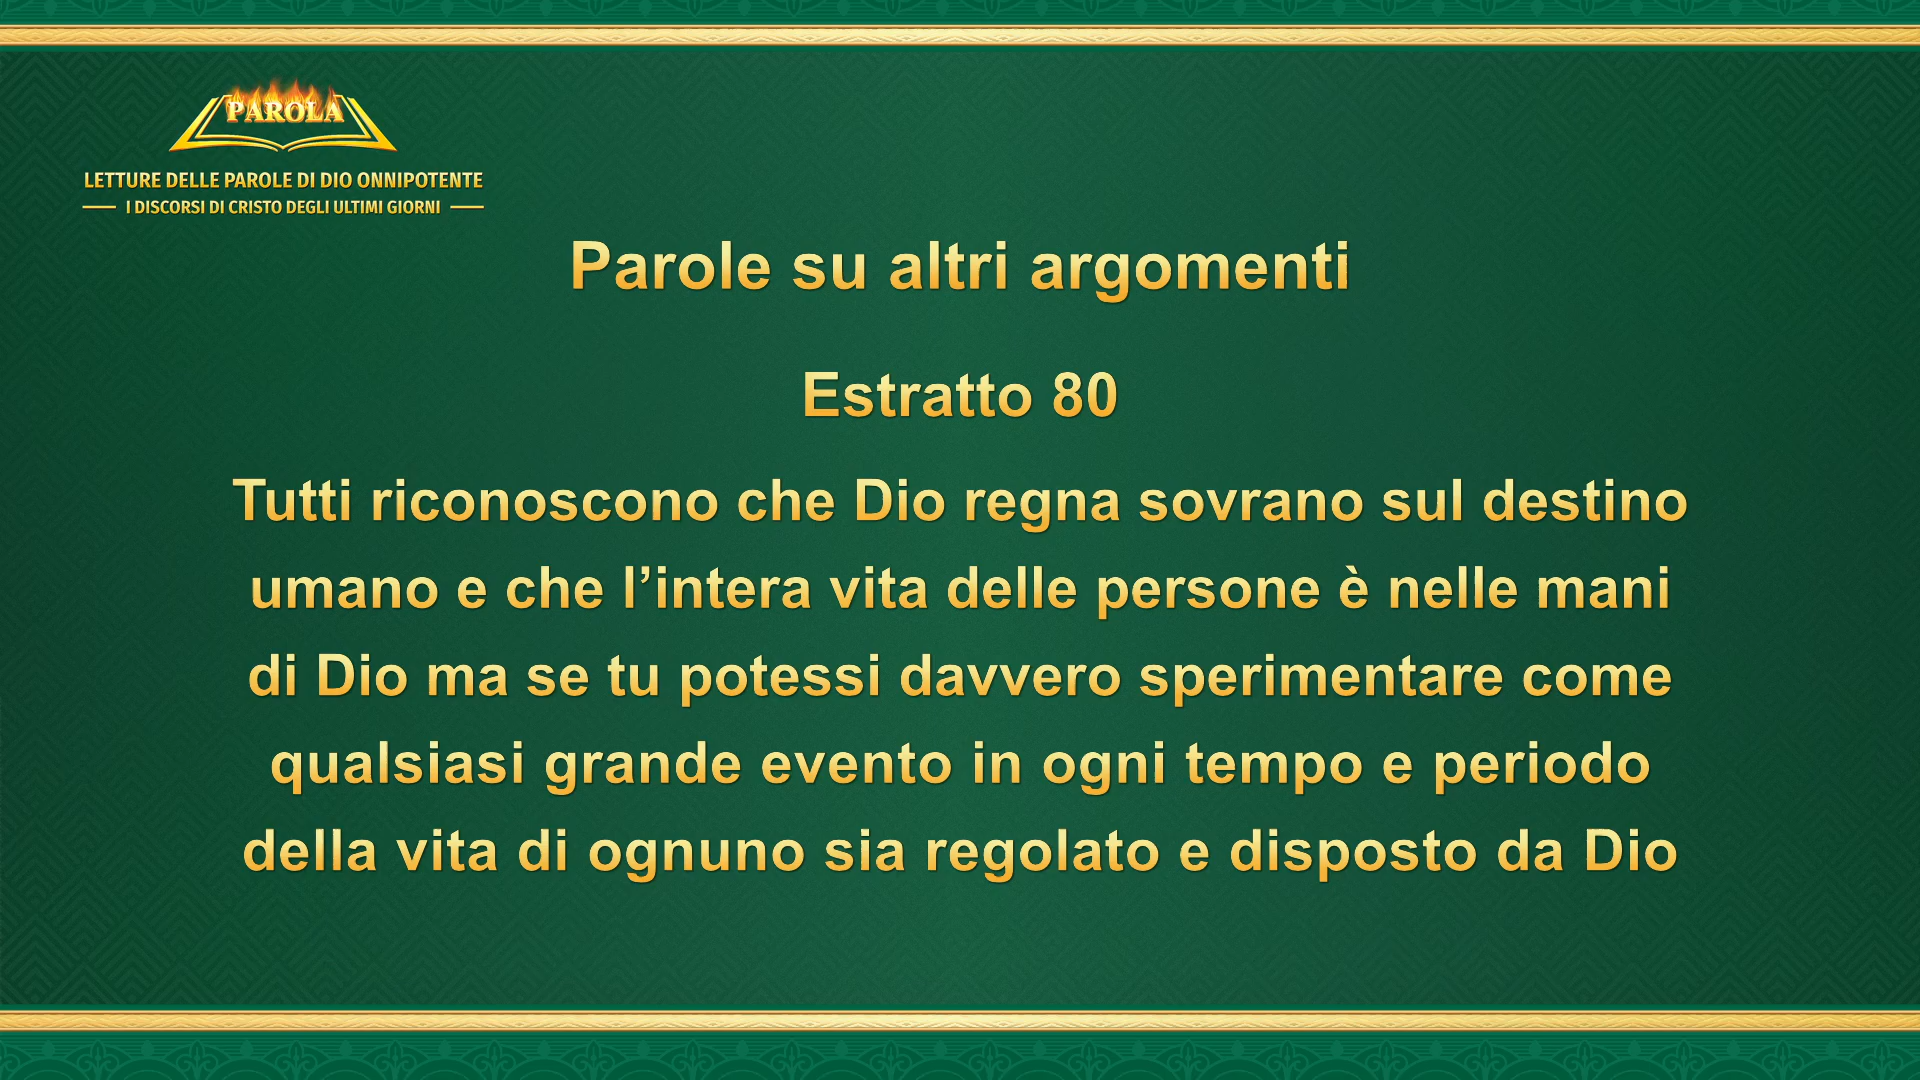 PAROLA
LETTURE DELLE PAROLE DI DIO ONNIPOTENTE
I DISCORSI DI CRISTO DEGLI ULTIMI GIORNI
Parole su altri argomenti
Estratto 80
Tutti riconoscono che Dio regna sovrano sul destino
umano e che l’intera vita delle persone è nelle mani
di Dio ma se tu potessi davvero sperimentare come
qualsiasi grande evento in ogni tempo e periodo
della vita di ognuno sia regolato e disposto da Dio